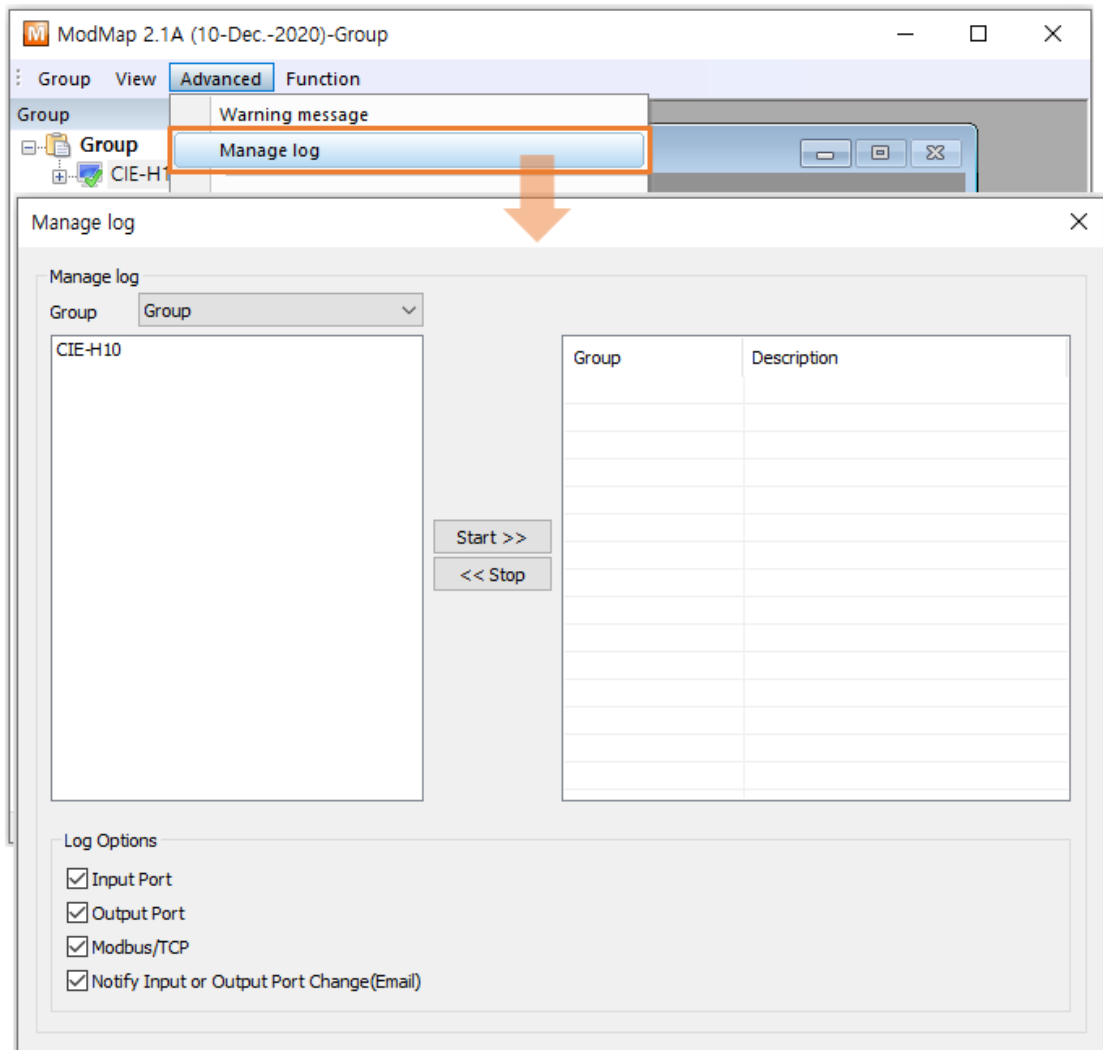 ModMap 2.1A (10-Dec.-2020)-Group
Group View Advanced Function
Group
Warning message
Group
Manage log
CIE-H1
Manage log
Manage log
Group Group
CIE-H10
Group Description
Start >>
<< Stop
Log Options
Input Port
Output Port
Modbus/TCP
Notify Input or Output Port Change(Email)